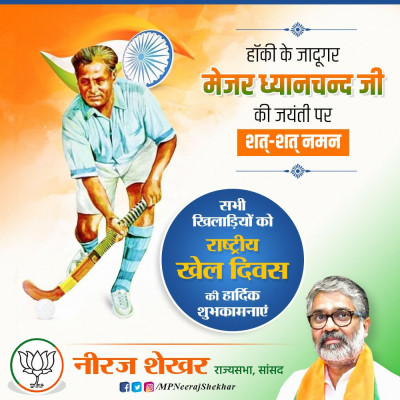 हॉकी के जादूगर
मेजर ध्यानचन्द जी
की जयंती पर
शत्-शत् नमन
सभी
खिलाड़ियों को
राष्ट्रीय
खेल दिवस
की हार्दिक
शुभकामनाएं
नीरज शेखर राज्यसभा, सांसद
/MPNeerajShekhar